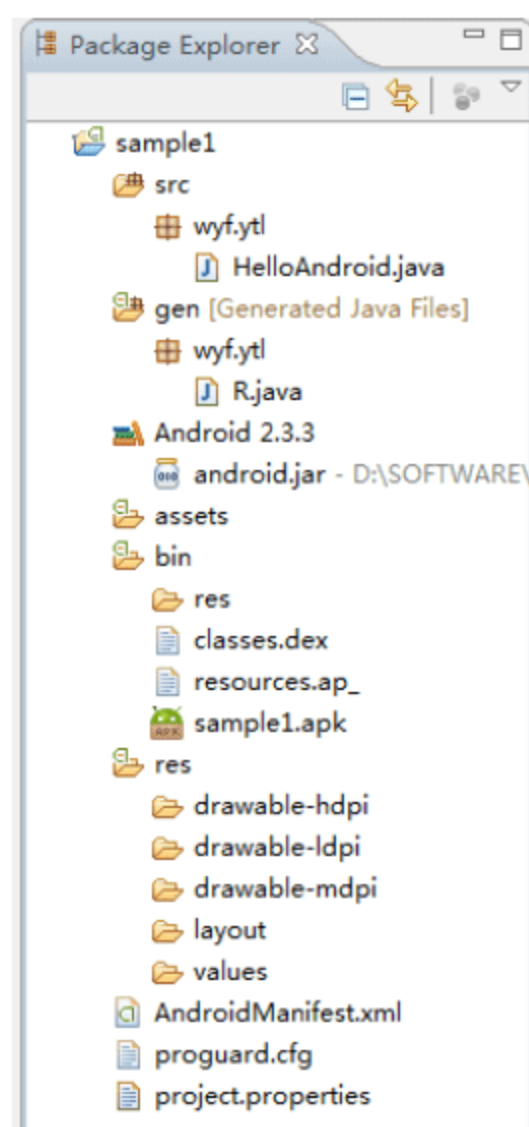 Package Explorer
sample1
src
wyf.ytl
HelloAndroid.java
gen [Generated Java Files]
wyf.ytl
R.java
Android 2.3.3
android.jar - D:\SOFTWARE\
assets
bin
res
classes.dex
resources.ap_
sample1.apk
res
drawable-hdpi
drawable-ldpi
drawable-mdpi
layout
values
AndroidManifest.xml
proguard.cfg
project.properties